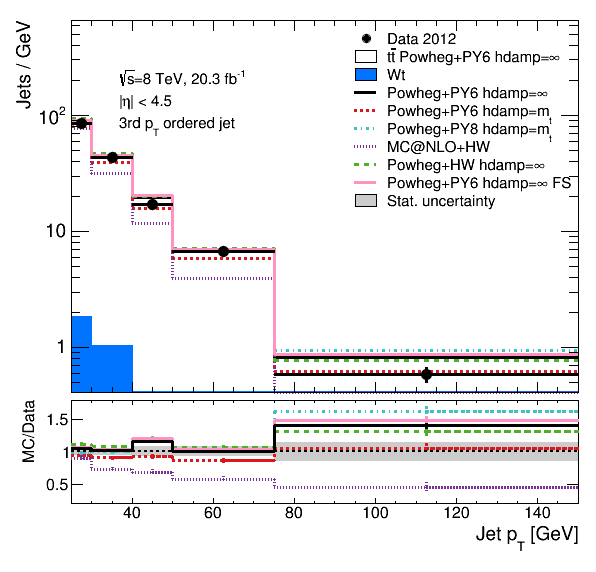 Jets / GeV
10²
10
1
√s=8 TeV, 20.3 fb⁻¹
|η| < 4.5
3rd p_T ordered jet
Data 2012
tt̄ Powheg+PY6 hdamp=∞
Wt
Powheg+PY6 hdamp=∞
Powheg+PY6 hdamp=m_t
Powheg+PY8 hdamp=m_t
MC@NLO+HW
Powheg+HW hdamp=∞
Powheg+PY6 hdamp=∞ FS
Stat. uncertainty
MC/Data
1.5
1
0.5
40 60 80 100 120 140
Jet p_T [GeV]